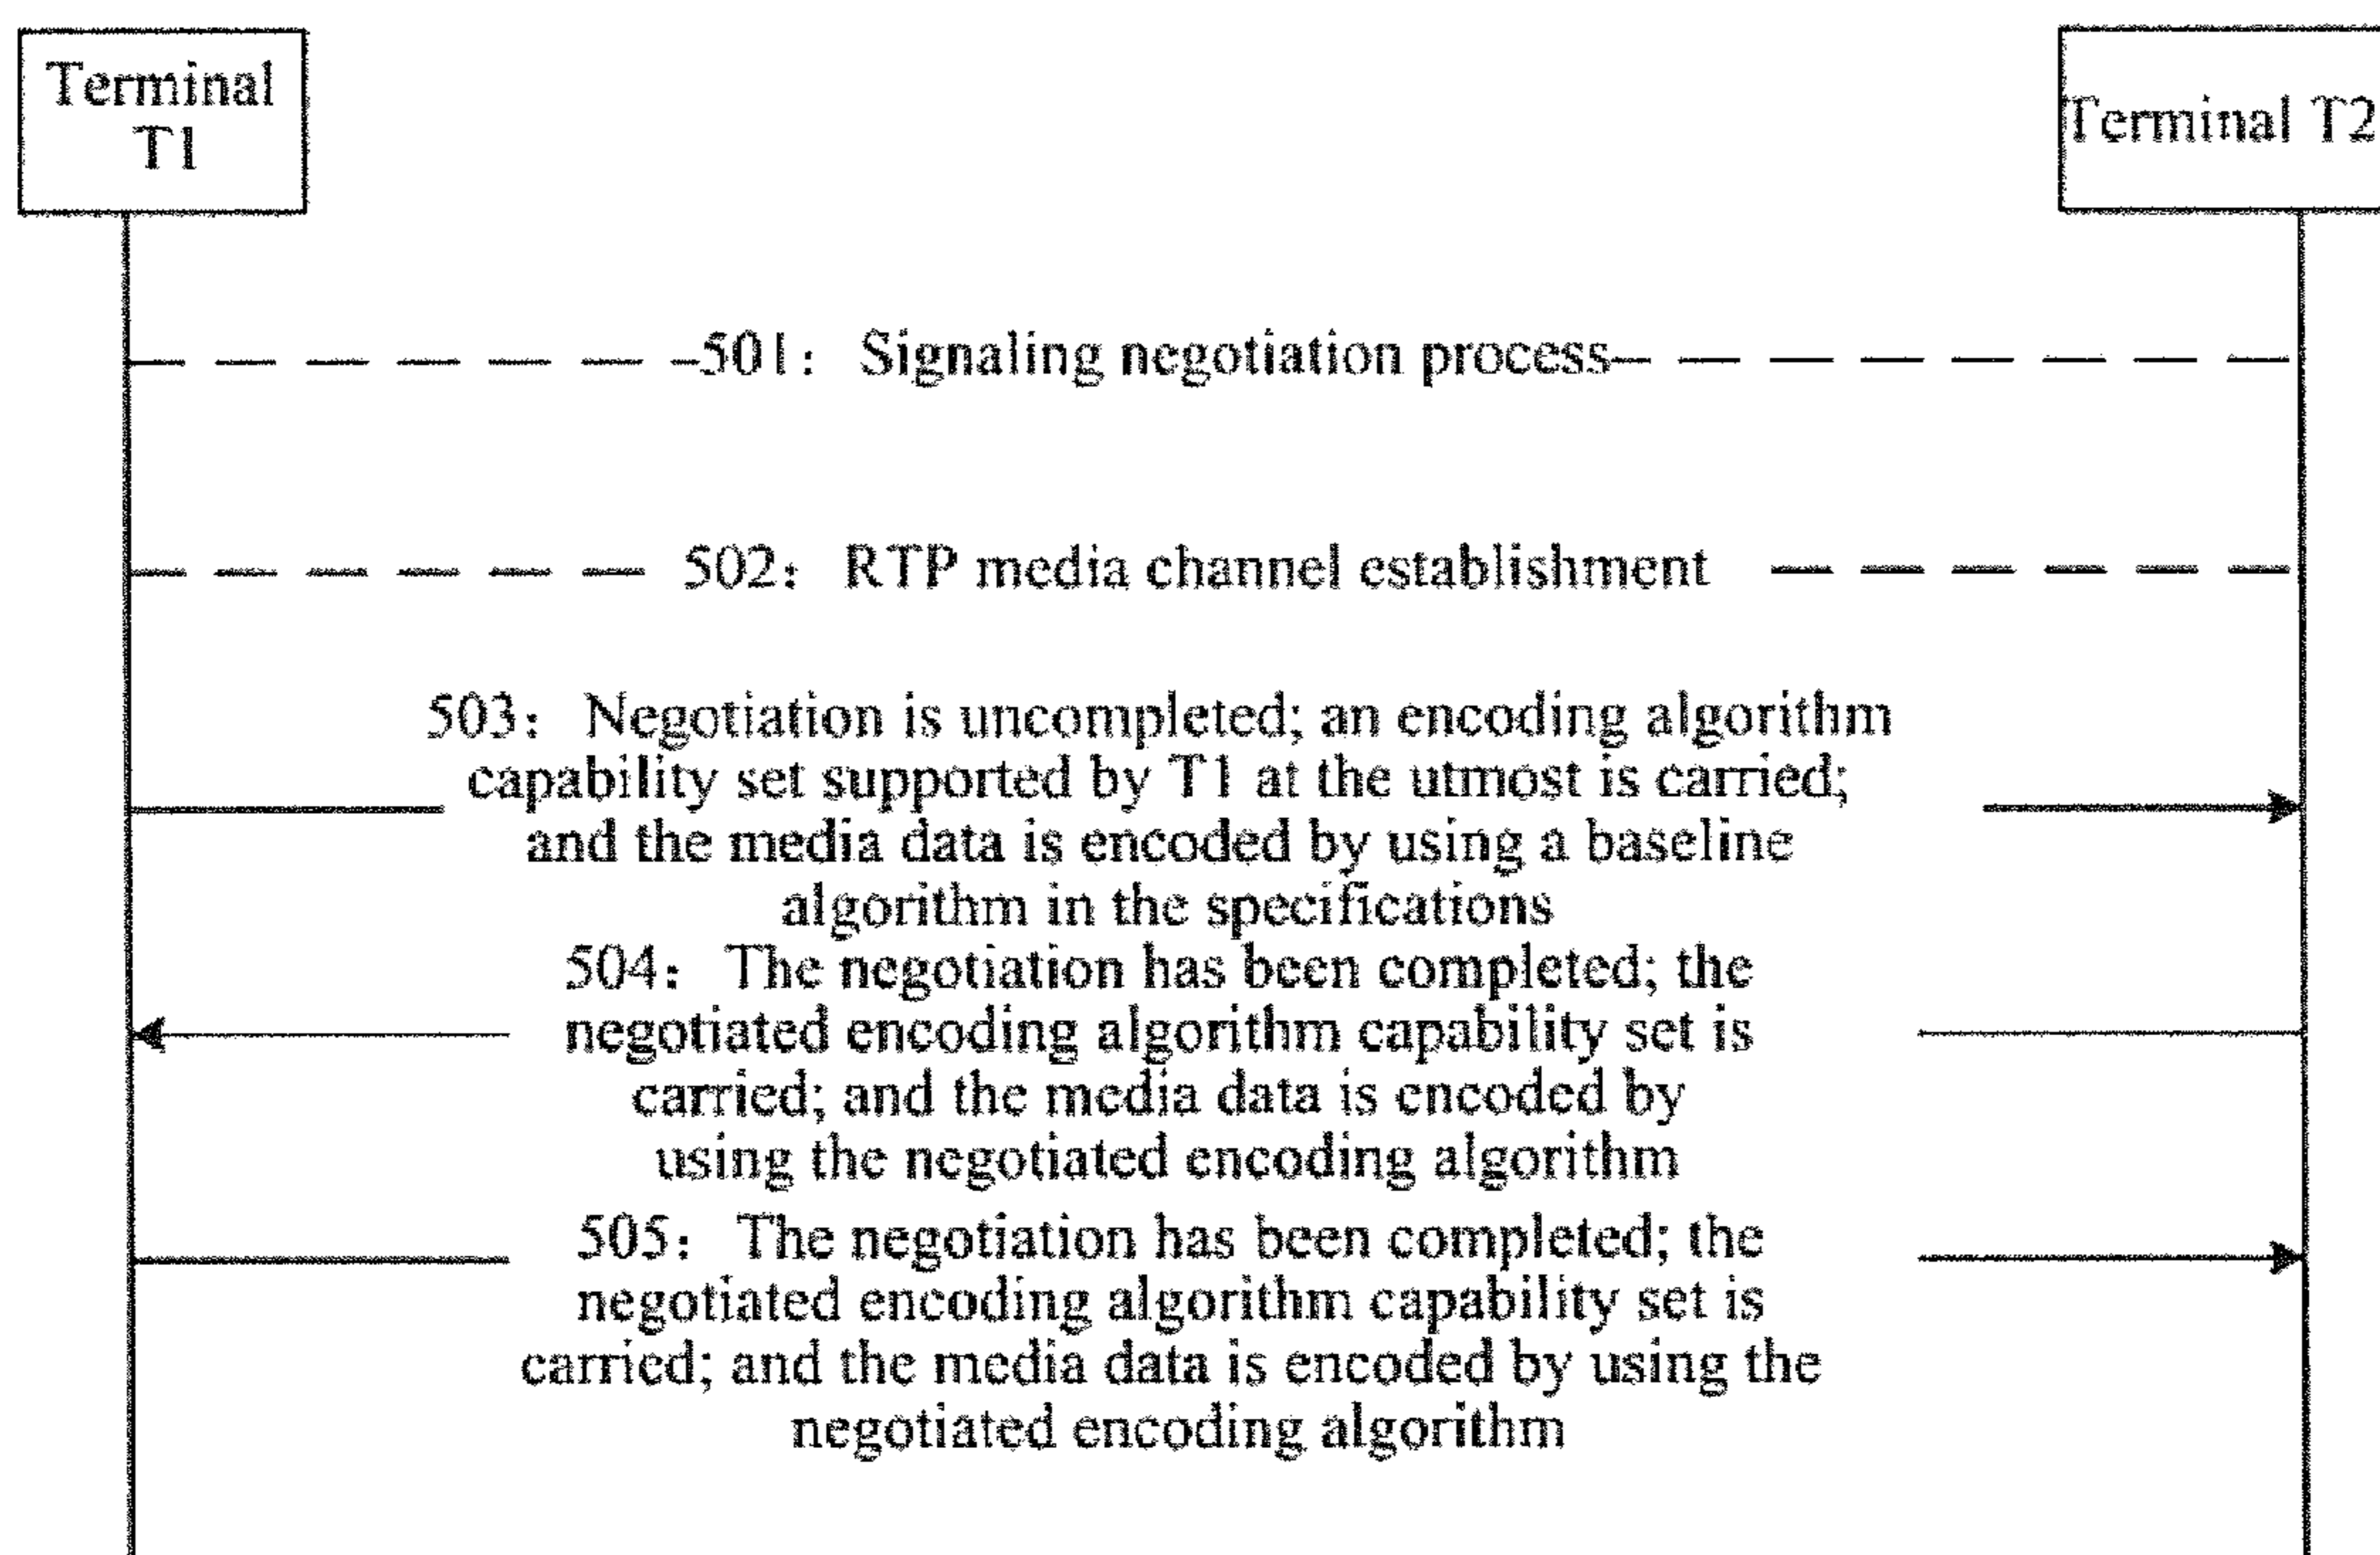 Terminal
T1
Terminal T2
501: Signaling negotiation process
502: RTP media channel establishment
503: Negotiation is uncompleted; an encoding algorithm
capability set supported by T1 at the utmost is carried;
and the media data is encoded by using a baseline
algorithm in the specifications
504: The negotiation has been completed; the
negotiated encoding algorithm capability set is
carried; and the media data is encoded by
using the negotiated encoding algorithm
505: The negotiation has been completed; the
negotiated encoding algorithm capability set is
carried; and the media data is encoded by using the
negotiated encoding algorithm